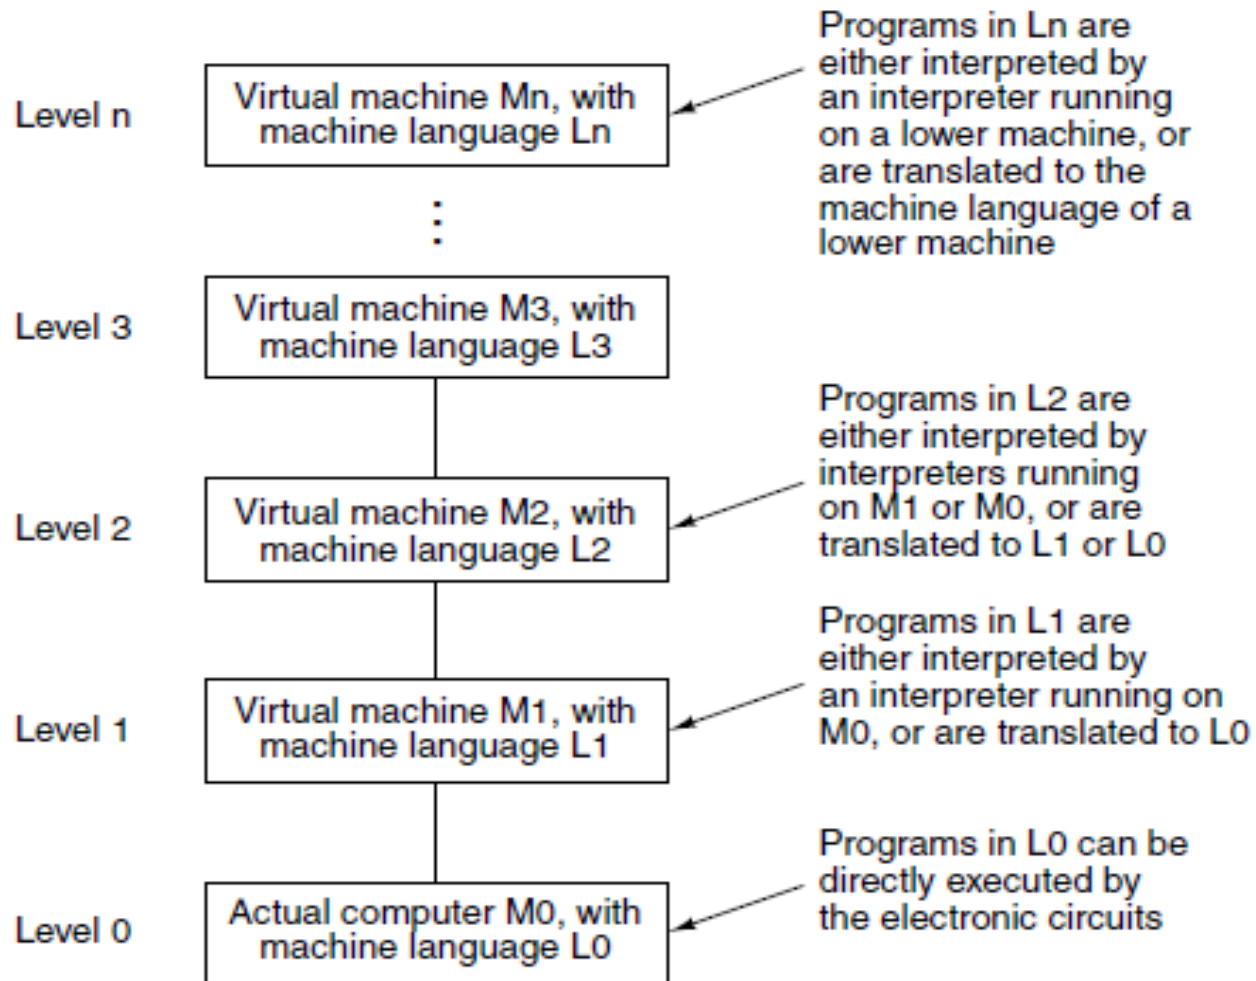 Programs in Ln are
either interpreted by
an interpreter running
on a lower machine, or
are translated to the
machine language of a
lower machine
Level n
Virtual machine Mn, with
machine language Ln
Level 3
Virtual machine M3, with
machine language L3
Programs in L2 are
either interpreted by
interpreters running
on M1 or M0, or are
translated to L1 or L0
Level 2
Virtual machine M2, with
machine language L2
Programs in L1 are
either interpreted by
an interpreter running on
M0, or are translated to L0
Level 1
Virtual machine M1, with
machine language L1
Programs in L0 can be
directly executed by
the electronic circuits
Level 0
Actual computer M0, with
machine language L0